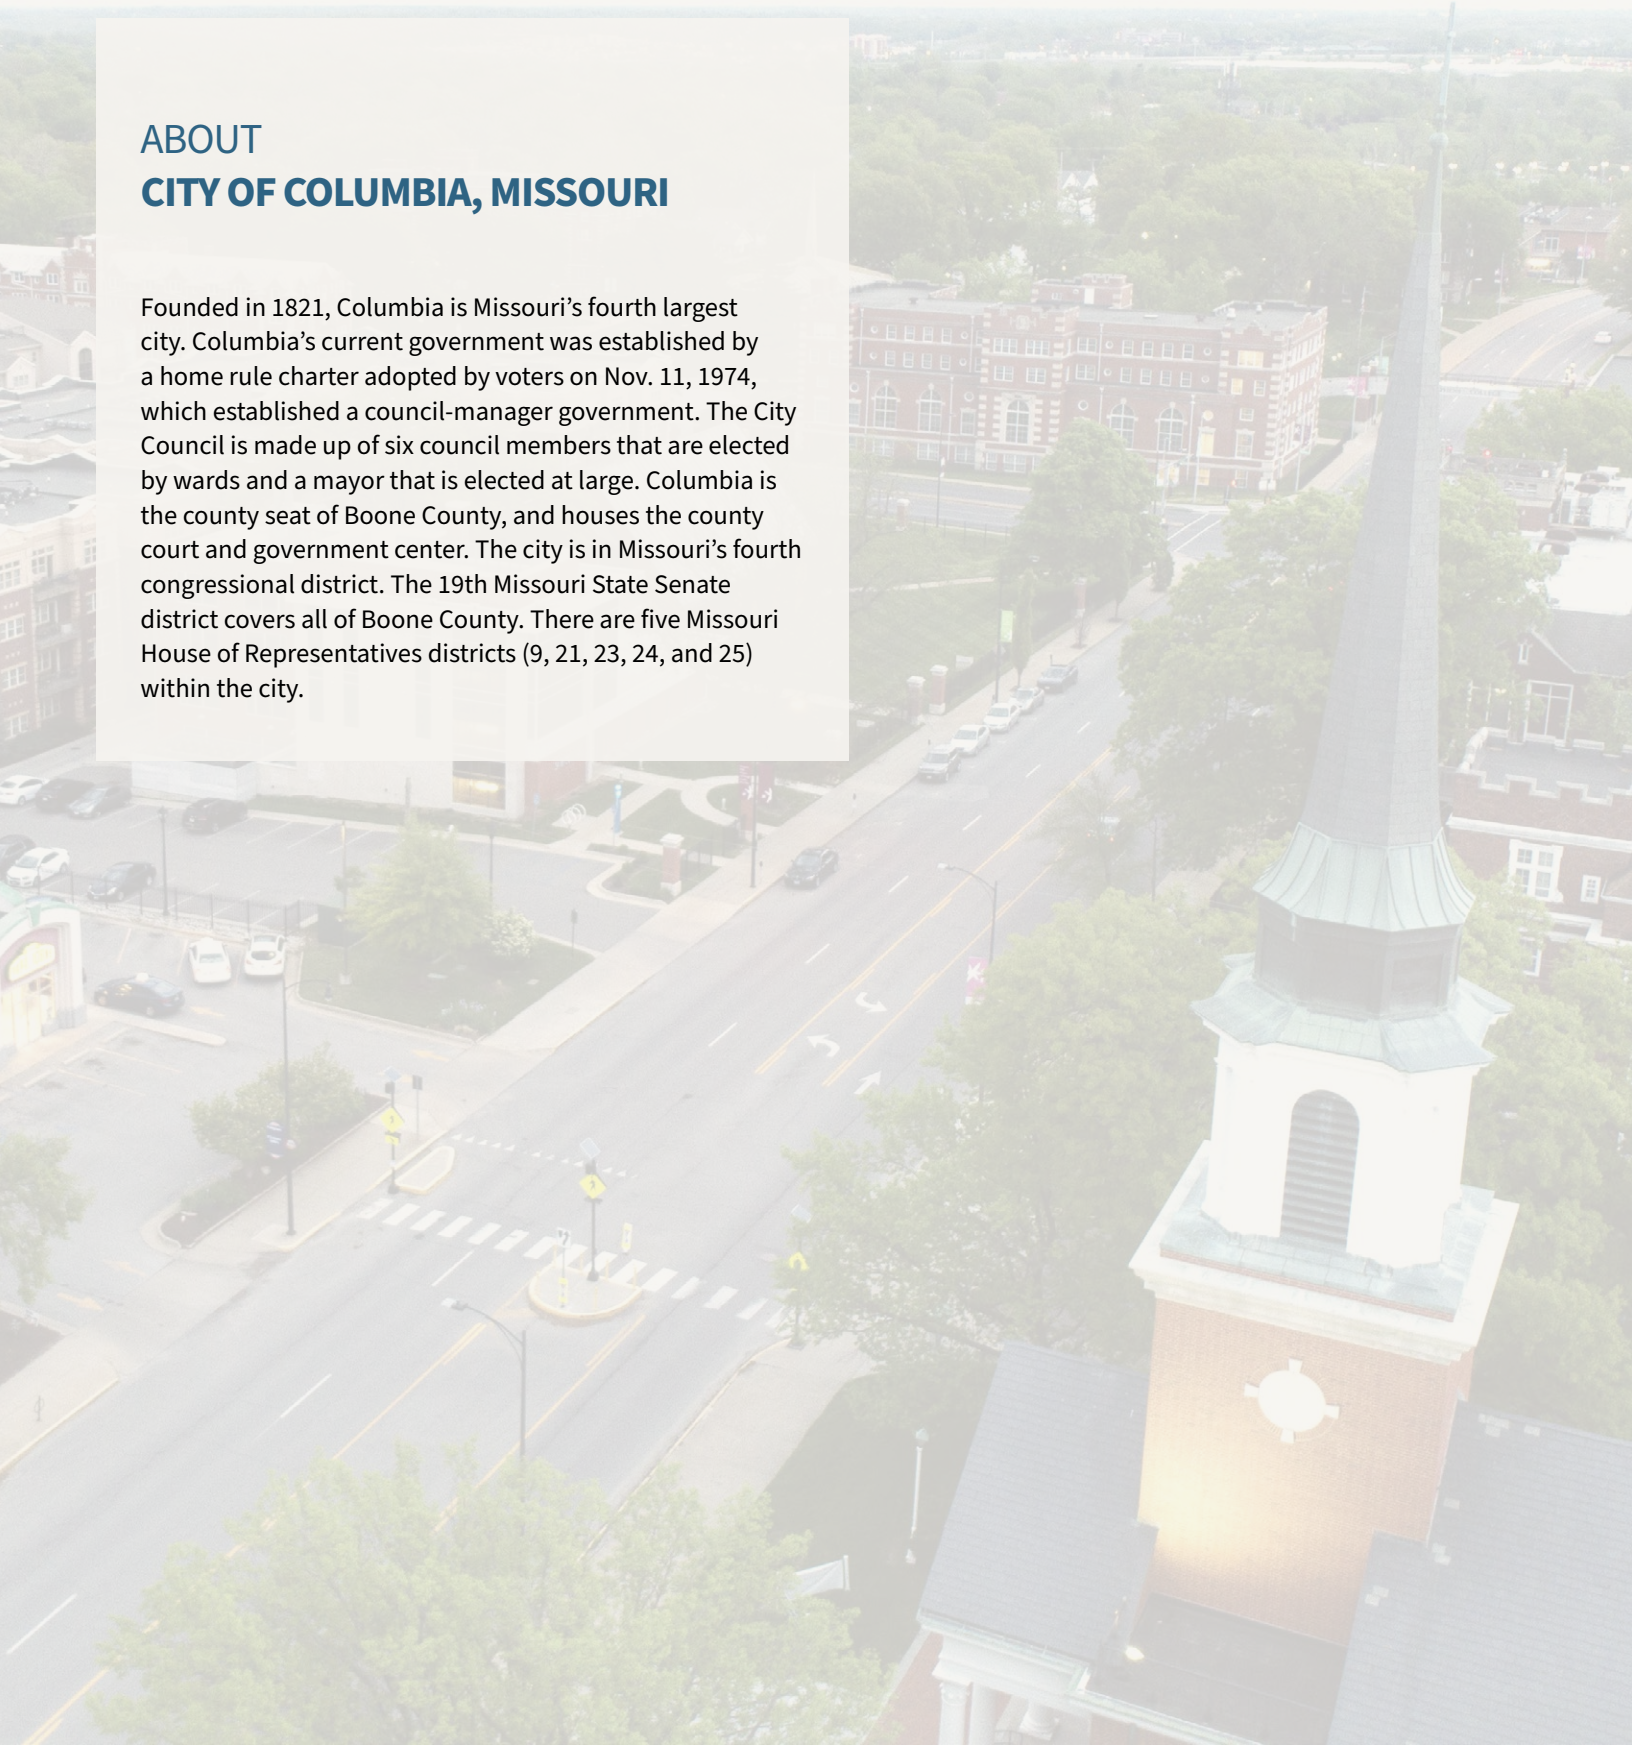 ABOUT
CITY OF COLUMBIA, MISSOURI
Founded in 1821, Columbia is Missouri’s fourth largest
city. Columbia’s current government was established by
a home rule charter adopted by voters on Nov. 11, 1974,
which established a council-manager government. The City
Council is made up of six council members that are elected
by wards and a mayor that is elected at large. Columbia is
the county seat of Boone County, and houses the county
court and government center. The city is in Missouri’s fourth
congressional district. The 19th Missouri State Senate
district covers all of Boone County. There are five Missouri
House of Representatives districts (9, 21, 23, 24, and 25)
within the city.